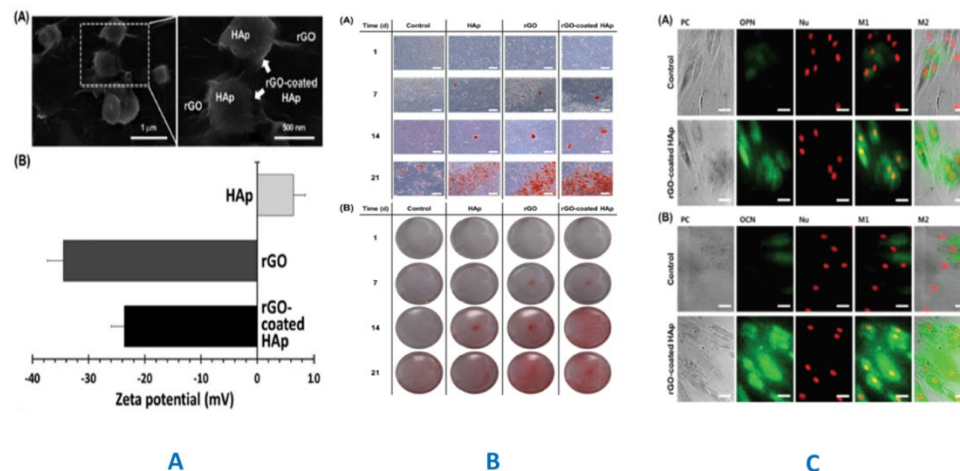 (A)
HAp
rGO
rGO-coated
HAp
rGO
HAp
1 µm
500 nm
(B)
HAp
rGO
rGO-
coated
HAp
-40 -30 -20 -10 0 10
Zeta potential (mV)
A
(A)
Time (d) Control HAp rGO rGO-coated HAp
1
7
14
21
(B)
Time (d) Control HAp rGO rGO-coated HAp
1
7
14
21
B
(A)
PC OPN Nu M1 M2
Control
rGO-coated HAp
(B)
PC OCN Nu M1 M2
Control
rGO-coated HAp
C